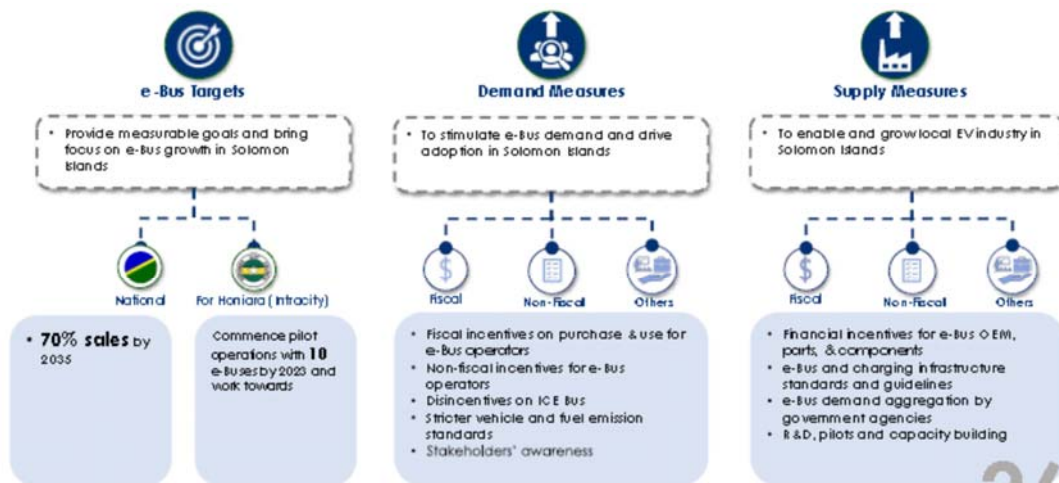 e-Bus Targets
Demand Measures
Supply Measures
• Provide measurable goals and bring
focus on e-Bus growth in Solomon
Islands
• To stimulate e-Bus demand and drive
adoption in Solomon Islands
• To enable and grow local EV industry in
Solomon Islands
National
For Honiara (Intracity)
$
Fiscal
Non-Fiscal
Others
$
Fiscal
Non-Fiscal
Others
• 70% sales by
2035
Commence pilot
operations with 10
e-Buses by 2023 and
work towards
• Fiscal incentives on purchase & use for
e-Bus operators
• Non-fiscal incentives for e-Bus
operators
• Disincentives on ICE Bus
• Stricter vehicle and fuel emission
standards
• Stakeholders' awareness
• Financial incentives for e-Bus OEM,
parts, & components
• e-Bus and charging infrastructure
standards and guidelines
• e-Bus demand aggregation by
government agencies
• R&D, pilots and capacity building